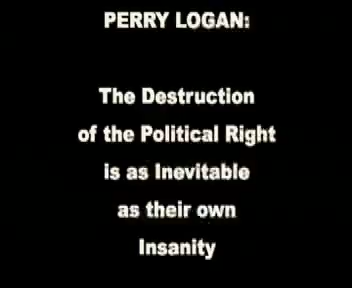 PERRY LOGAN:
The Destruction
of the Political Right
is as Inevitable
as their own
Insanity